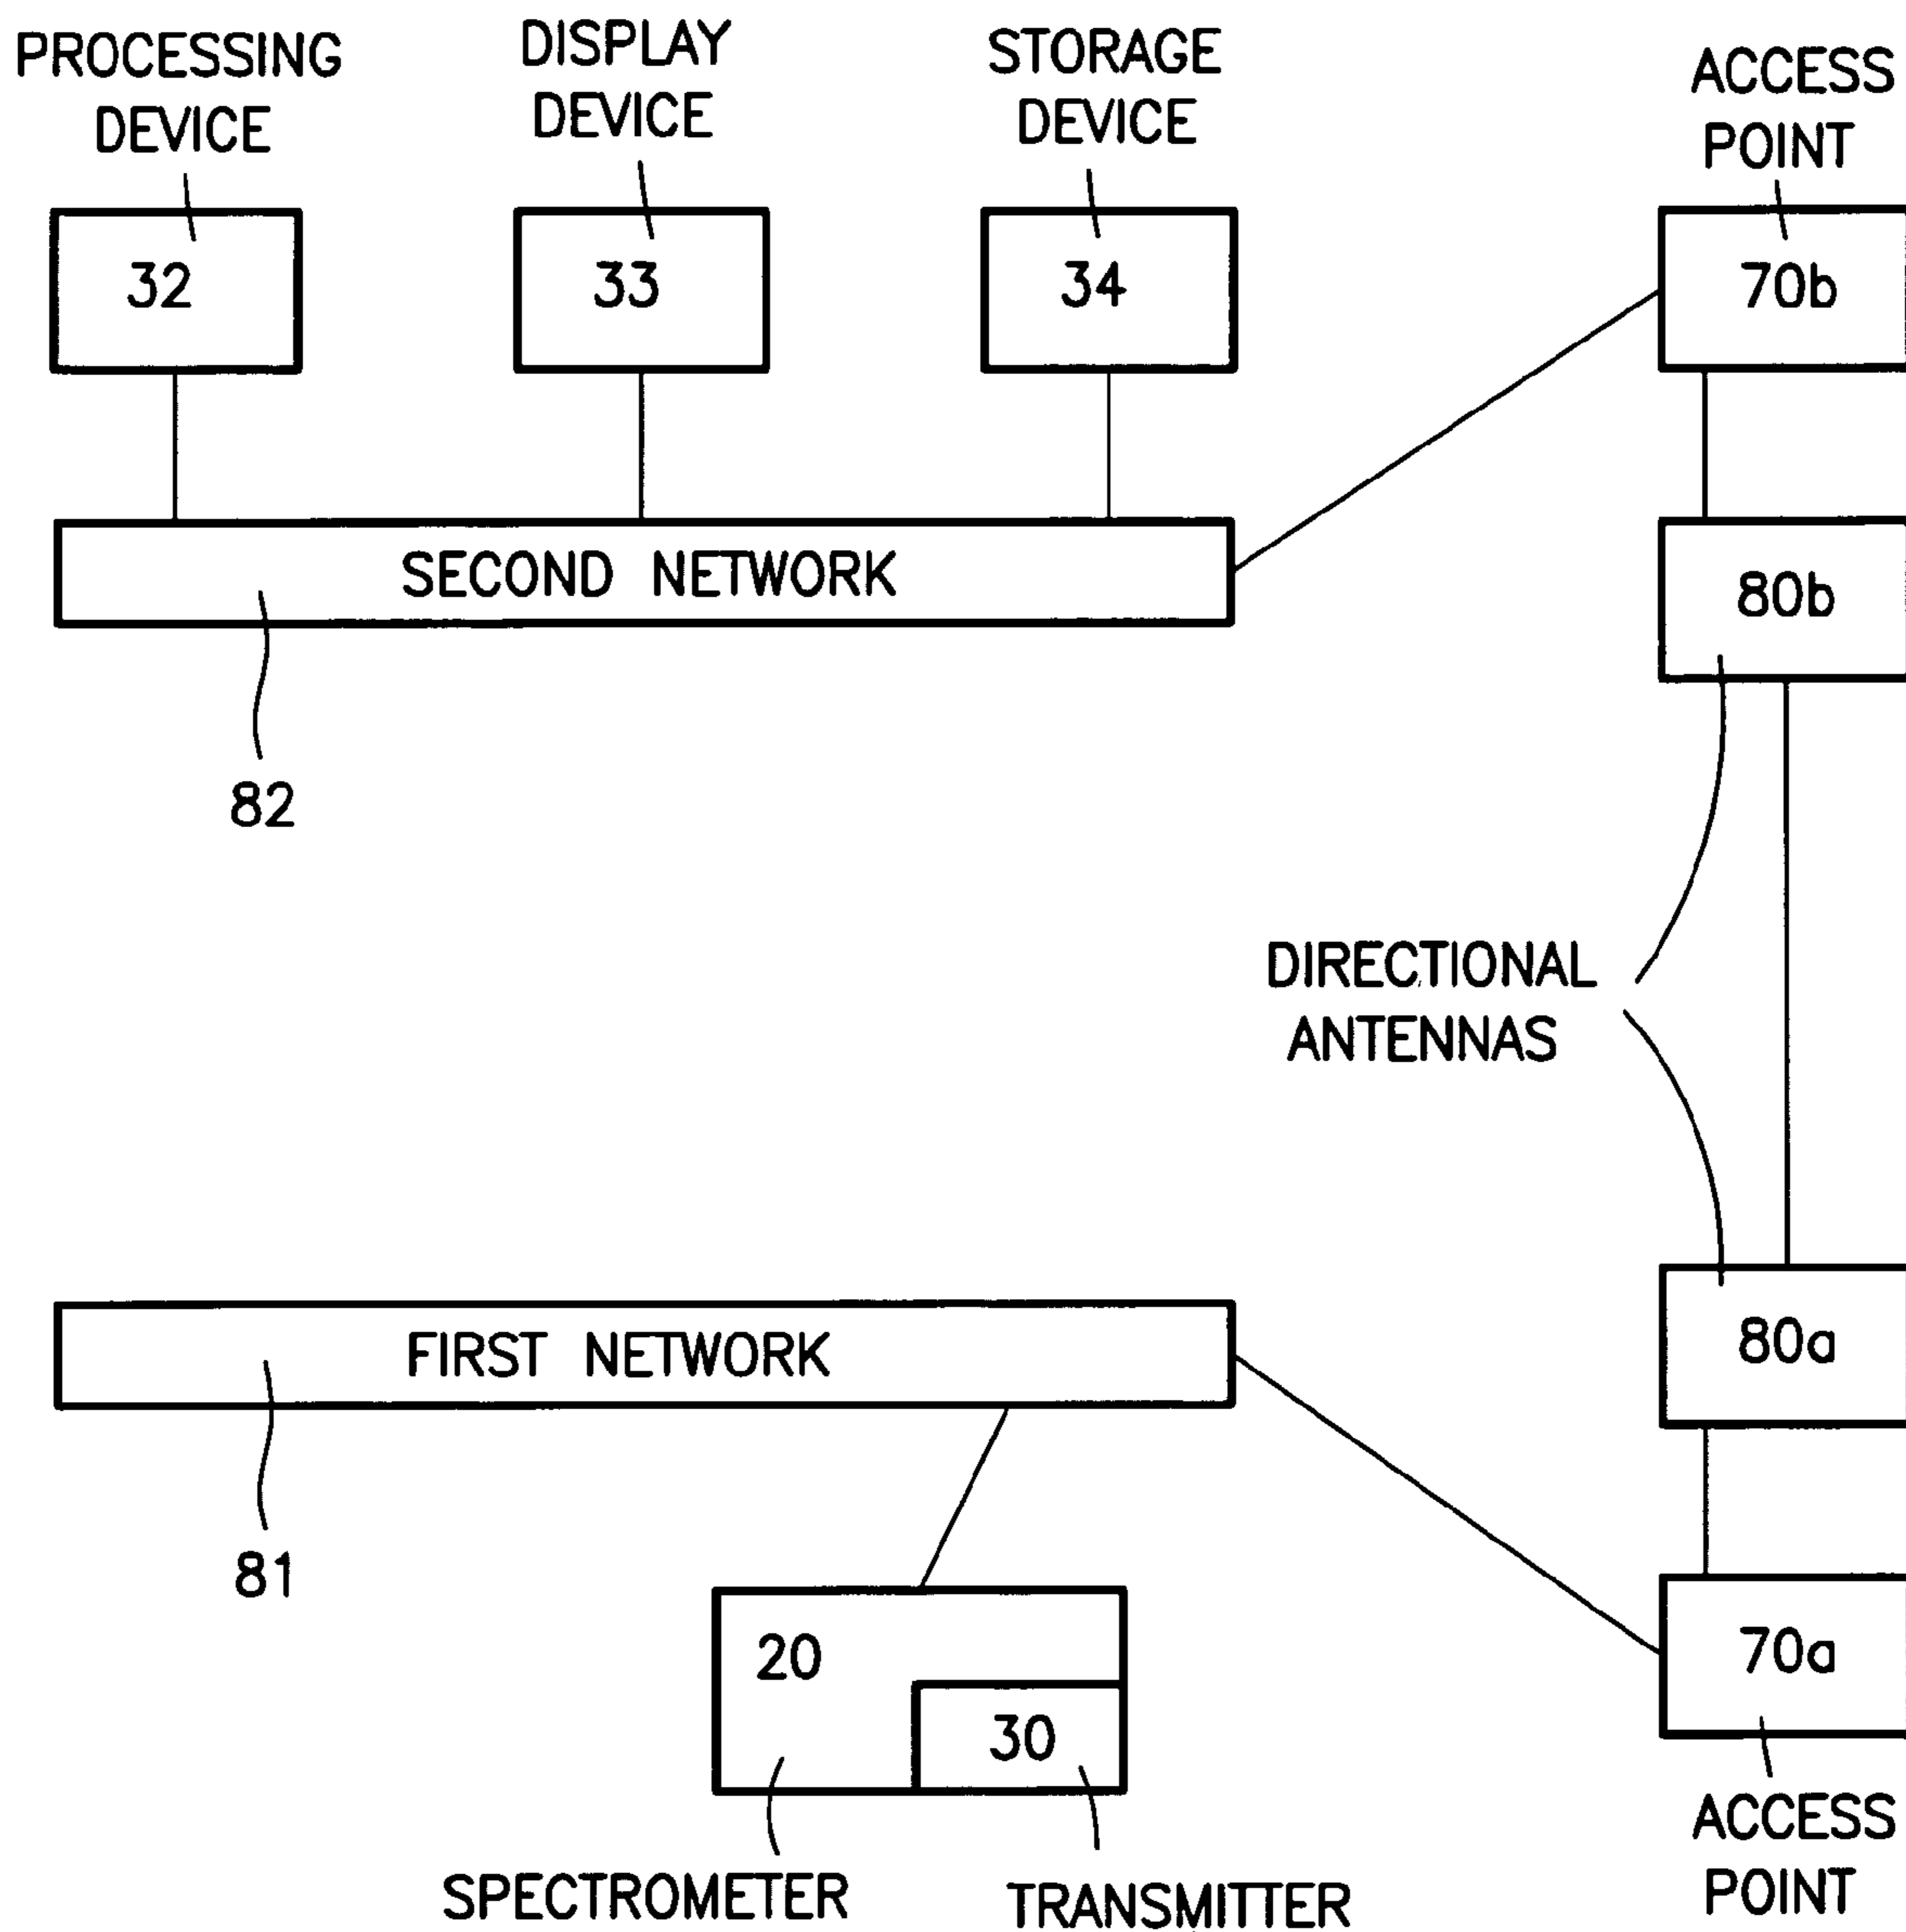 PROCESSING
DEVICE
DISPLAY
DEVICE
STORAGE
DEVICE
ACCESS
POINT
32
33
34
70b
SECOND NETWORK
80b
82
DIRECTIONAL
ANTENNAS
FIRST NETWORK
80a
81
20
30
70a
SPECTROMETER
TRANSMITTER
ACCESS
POINT